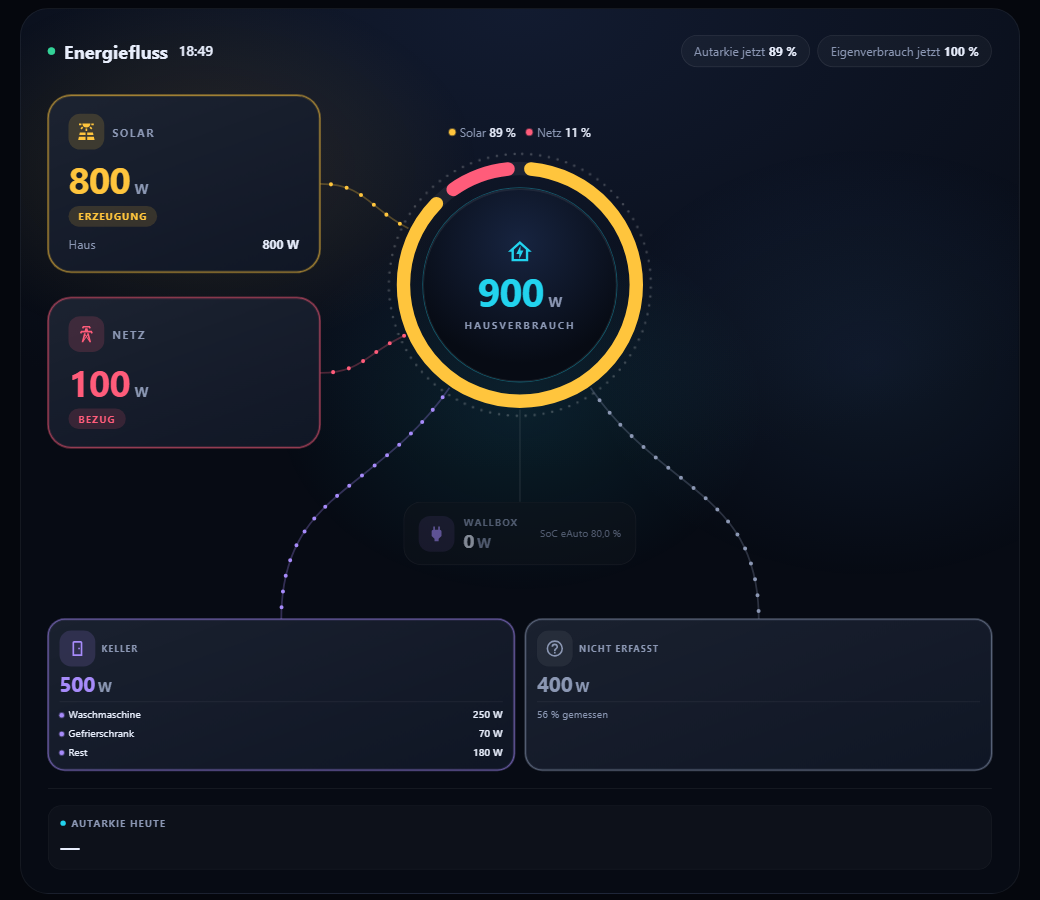 Energiefluss 18:49
Autarkie jetzt 89 %
Eigenverbrauch jetzt 100 %
SOLAR
800 W
ERZEUGUNG
Haus 800 W
Solar 89 % Netz 11 %
900 W
HAUSVERBRAUCH
NETZ
100 W
BEZUG
WALLBOX
0 W
SoC eAuto 80,0 %
KELLER
500 W
Waschmaschine 250 W
Gefrierschrank 70 W
Rest 180 W
NICHT ERFASST
400 W
56 % gemessen
AUTARKIE HEUTE
—